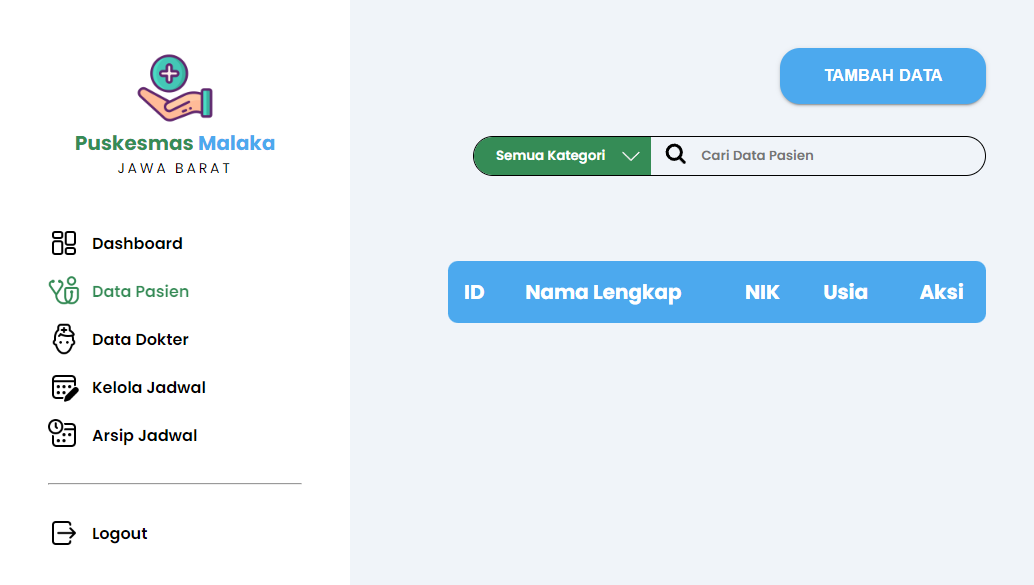 Puskesmas Malaka
JAWA BARAT
Dashboard
Data Pasien
Data Dokter
Kelola Jadwal
Arsip Jadwal
Logout
TAMBAH DATA
Semua Kategori Cari Data Pasien
ID Nama Lengkap NIK Usia Aksi